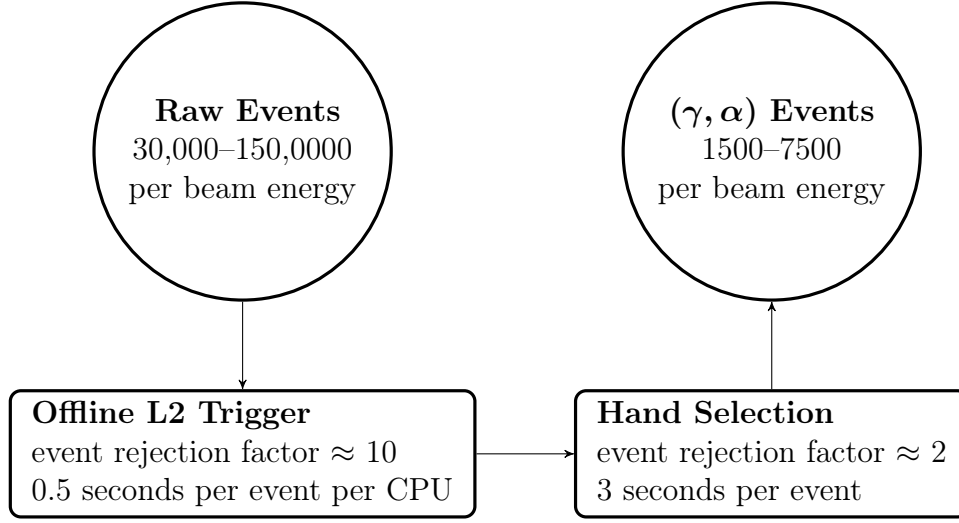 Raw Events
30,000–150,0000
per beam energy
(γ, α) Events
1500–7500
per beam energy
Offline L2 Trigger
event rejection factor ≈ 10
0.5 seconds per event per CPU
Hand Selection
event rejection factor ≈ 2
3 seconds per event